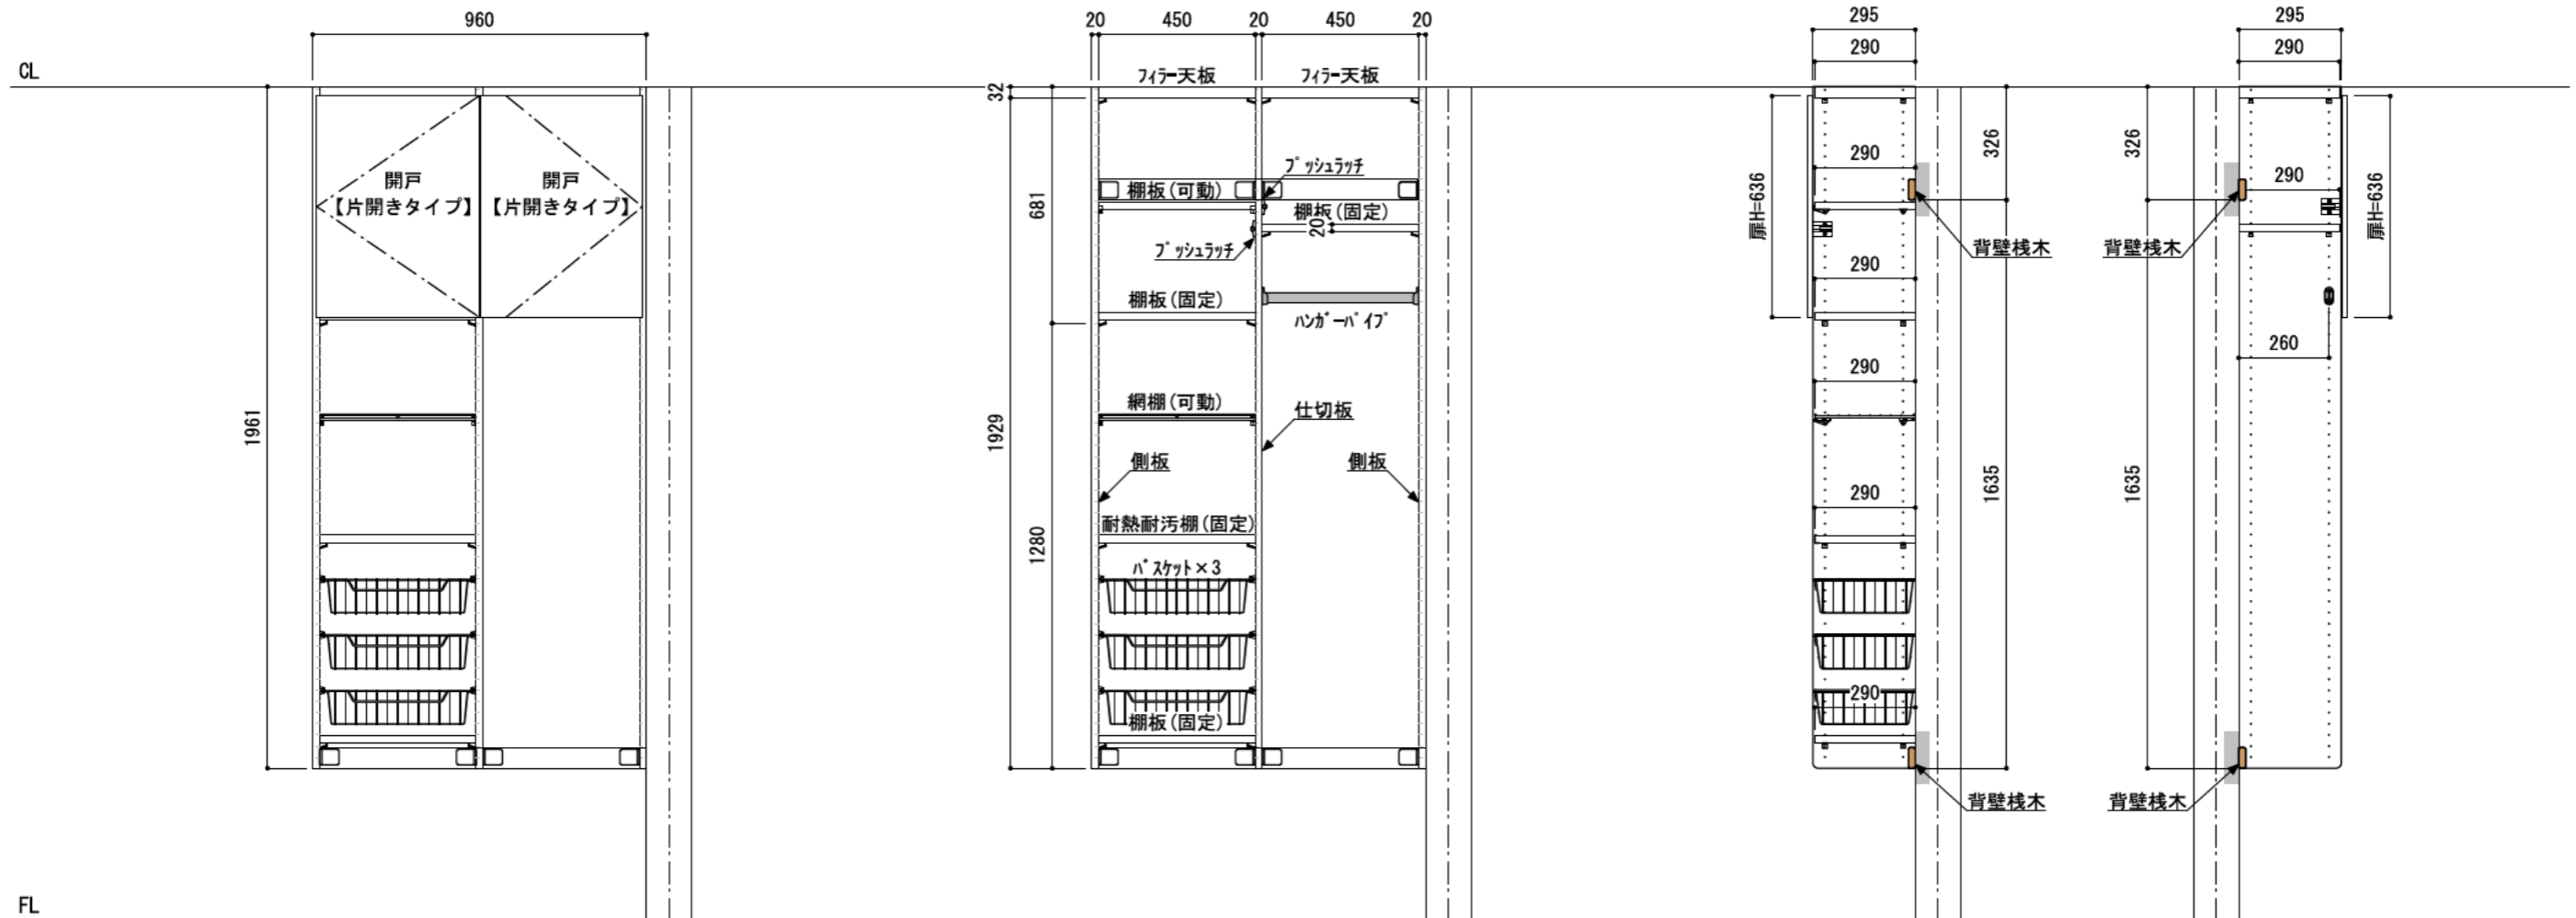 960
20 450 20 450 20
295
295
290
290
CL
フィラー天板 フィラー天板
32
開戸
【片開きタイプ】
開戸
【片開きタイプ】
プッシュラッチ
棚板(可動)
棚板(固定)
20
681
プッシュラッチ
棚板(固定)
ハンガーパイプ
1961
1929
網棚(可動)
仕切板
側板
側板
耐熱耐汚棚(固定)
1280
バスケット×3
棚板(固定)
扉H=636
290
290
290
290
290
326
背壁桟木
1635
背壁桟木
326
290
背壁桟木
扉H=636
260
1635
背壁桟木
FL